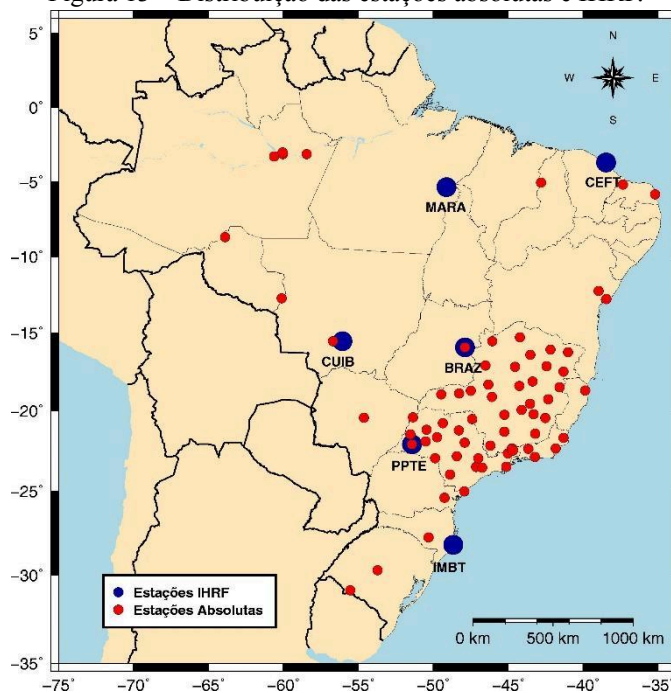 Figura 15 – Distribuição das estações absolutas e IHRF.
N
W E
S
5°
0°
−5°
−10°
−15°
−20°
−25°
−30°
−35°
CEFT
MARA
CUIB
BRAZ
PPTE
IMBT
Estações IHRF
Estações Absolutas
0 km 500 km 1000 km
−75° −70° −65° −60° −55° −50° −45° −40° −35°